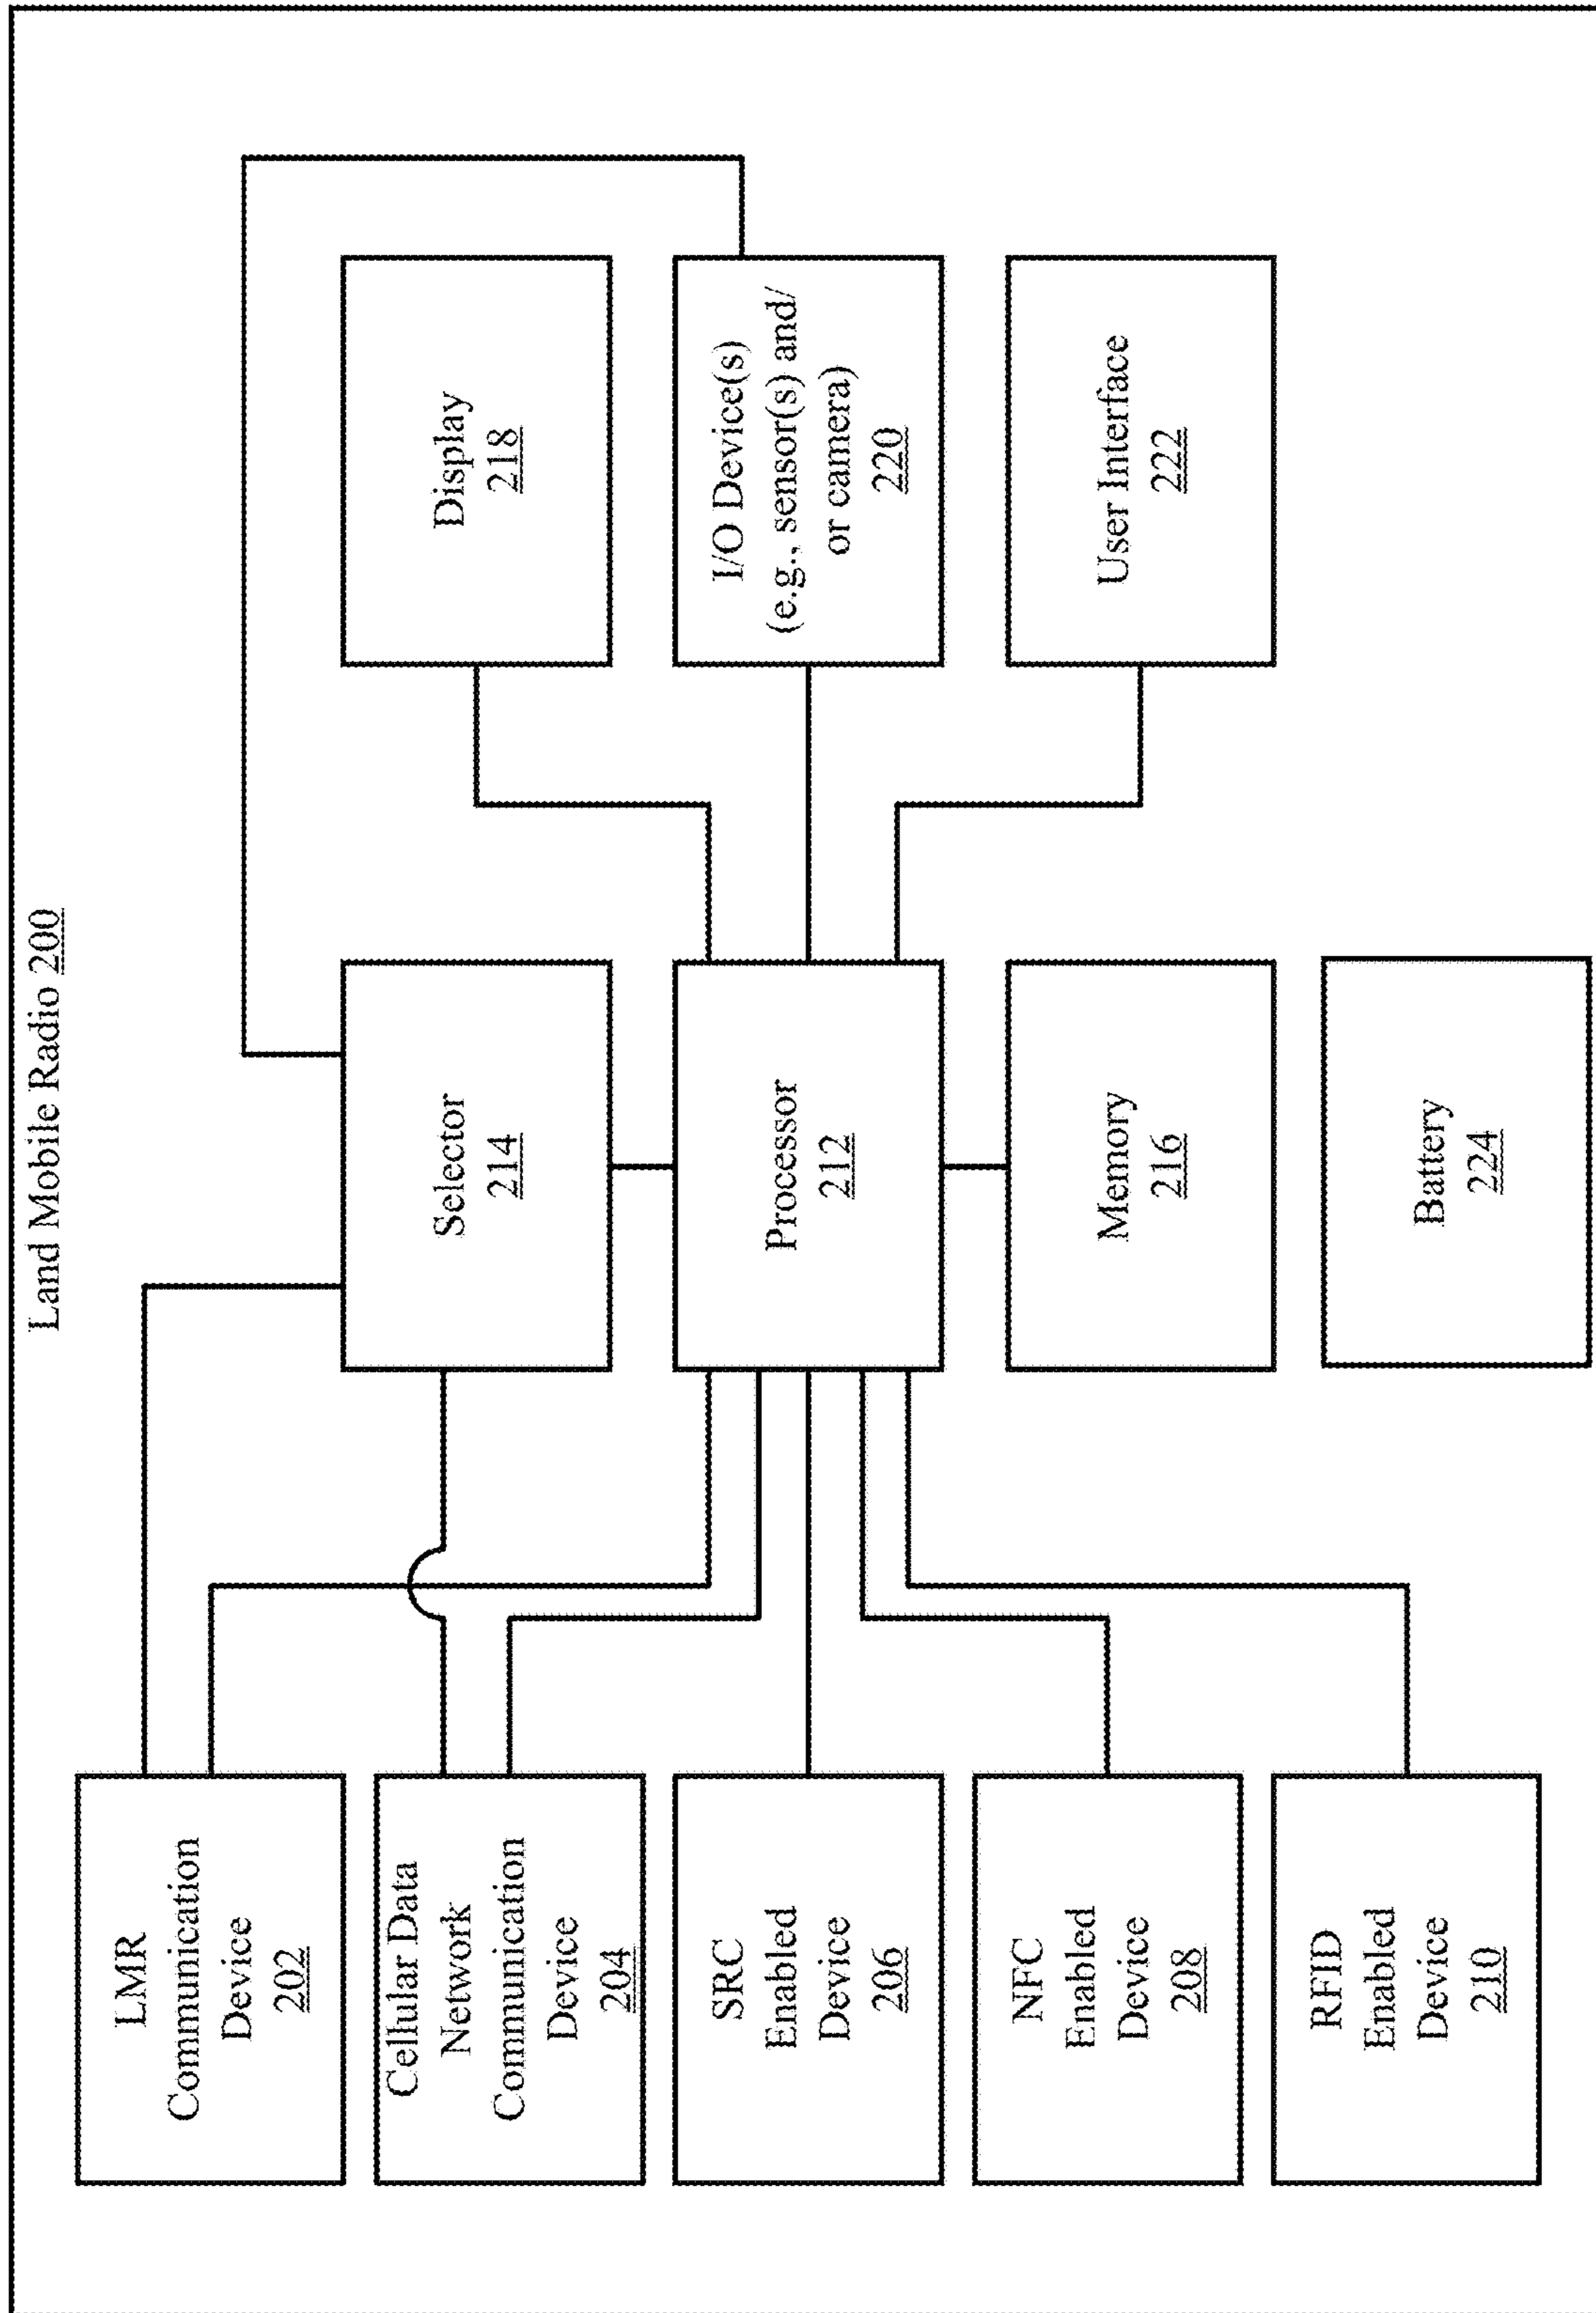 Land Mobile Radio 200
LMR
Communication
Device
202
Cellular Data
Network
Communication
Device
204
SRC
Enabled
Device
206
NFC
Enabled
Device
208
RFID
Enabled
Device
210
Selector
214
Processor
212
Memory
216
Battery
224
Display
218
I/O Device(s)
(e.g., sensor(s) and/
or camera)
220
User Interface
222